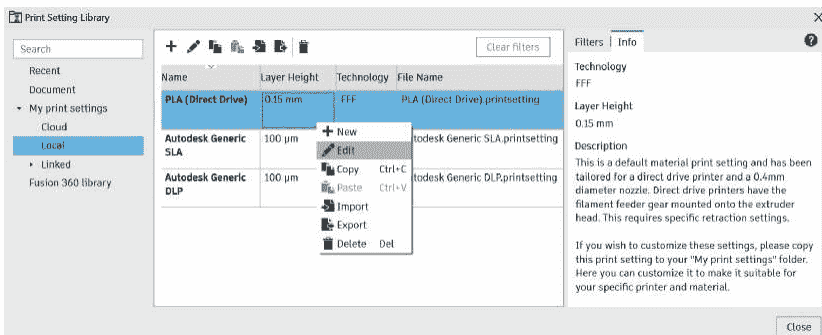 Print Setting Library
Search
Recent
Document
My print settings
Cloud
Local
Linked
Fusion 360 library
Clear filters
Name Layer Height Technology File Name
PLA (Direct Drive) 0.15 mm FFF PLA (Direct Drive).printsetting
Autodesk Generic SLA 100 µm todesk Generic SLA.printsetting
Autodesk Generic DLP 100 µm todesk Generic DLP.printsetting
New
Edit
Copy Ctrl+C
Paste Ctrl+V
Import
Export
Delete Del
Filters Info
Technology
FFF
Layer Height
0.15 mm
Description
This is a default material print setting and has been
tailored for a direct drive printer and a 0.4mm
diameter nozzle. Direct drive printers have the
filament feeder gear mounted onto the extruder
head. This requires specific retraction settings.
If you wish to customize these settings, please copy
this print setting to your "My print settings" folder.
Here you can customize it to make it suitable for
your specific printer and material.
Close